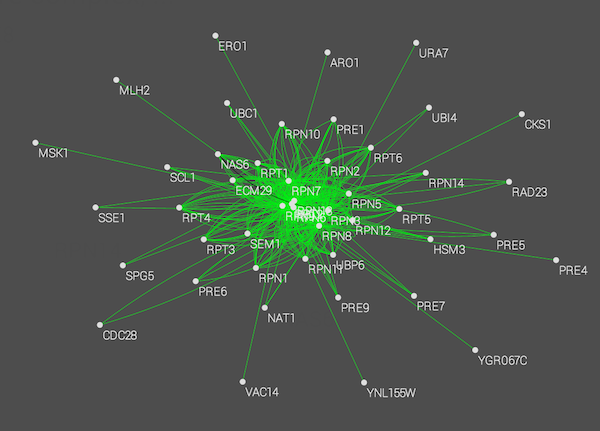 ERO1
URA7
ARO1
MLH2
UBC1
UBI4
CKS1
RPN10
PRE1
MSK1
NAS6
RPT6
RPT1
RPN2
SCL1
RPN14
ECM29
RPN7
RAD23
RPN5
SSE1
RPT4
RPT5
RPN3
RPN12
RPN8
PRE5
SEM1
RPT3
HSM3
UBP6
RPN11
PRE4
SPG5
RPN1
PRE6
PRE9
PRE7
NAT1
CDC28
YGR067C
VAC14
YNL155W